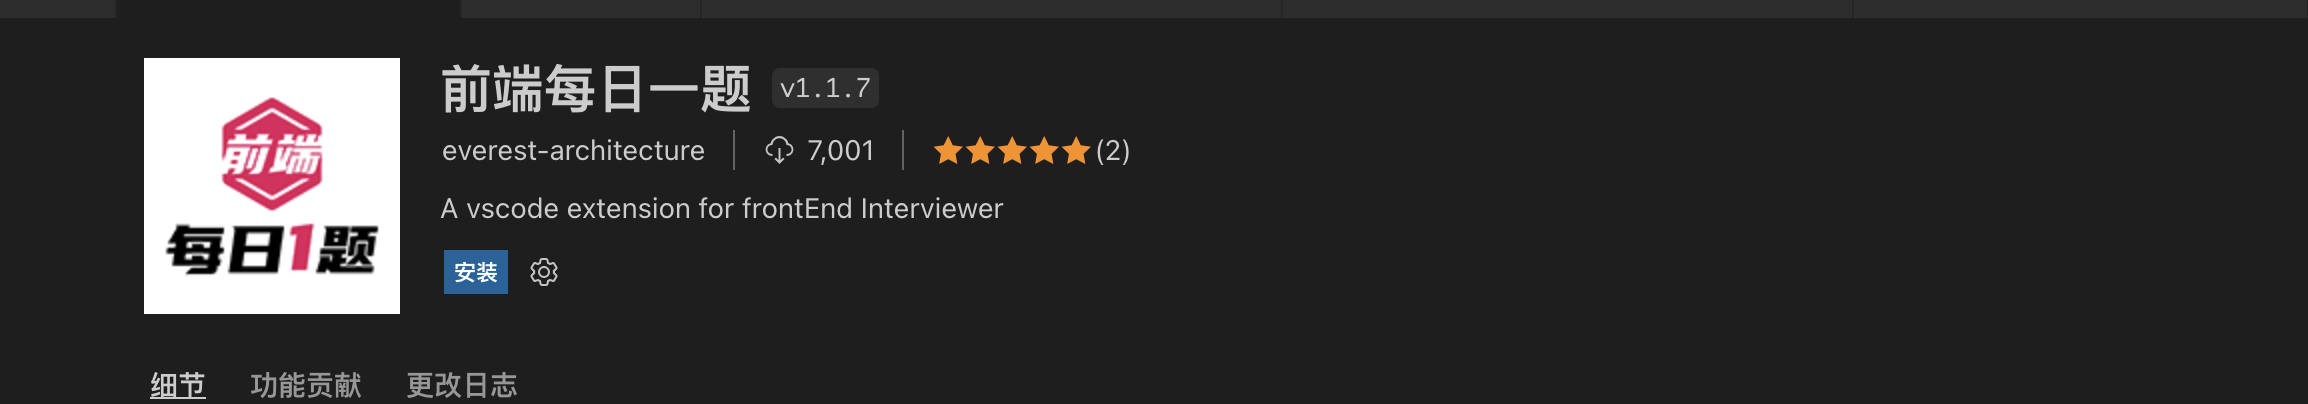 前端
每日1题
前端每日一题 v1.1.7
everest-architecture 7,001 (2)
A vscode extension for frontEnd Interviewer
安装
细节 功能贡献 更改日志